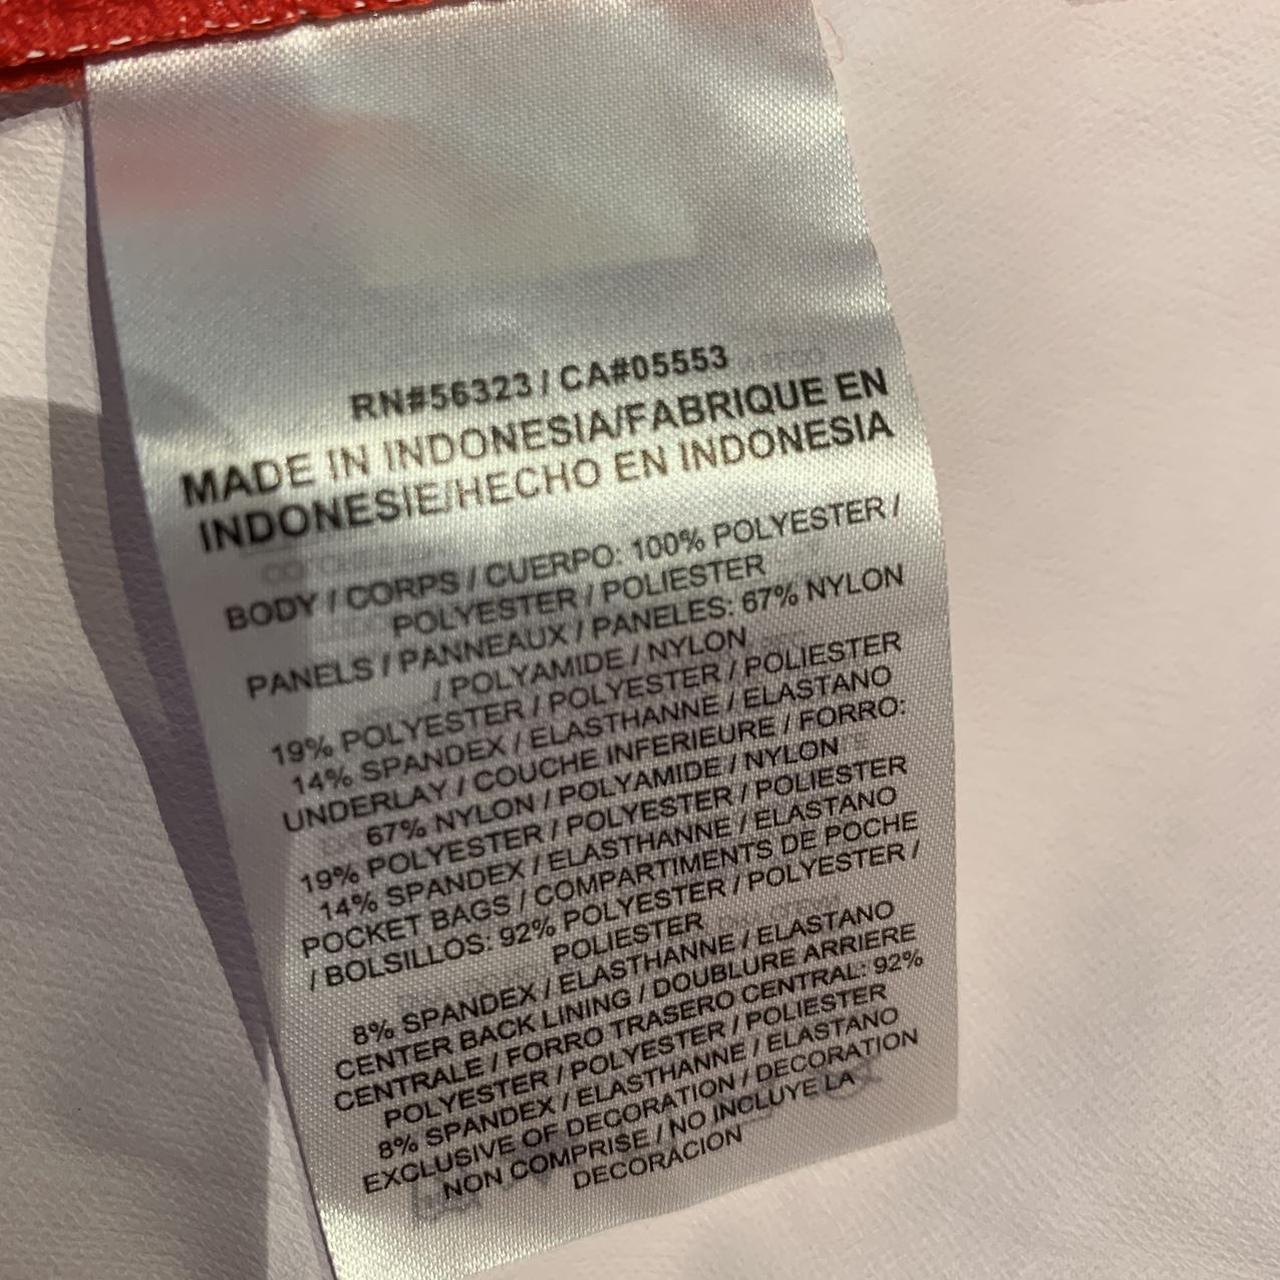 RN#56323 / CA#05553
MADE IN INDONESIA/FABRIQUE EN
INDONESIE/HECHO EN INDONESIA
BODY / CORPS / CUERPO: 100% POLYESTER /
POLYESTER / POLIESTER
PANELS / PANNEAUX / PANELES: 67% NYLON
/ POLYAMIDE / NYLON
19% POLYESTER / POLYESTER / POLIESTER
14% SPANDEX / ELASTHANNE / ELASTANO
UNDERLAY / COUCHE INFERIEURE / FORRO:
67% NYLON / POLYAMIDE / NYLON
19% POLYESTER / POLYESTER / POLIESTER
14% SPANDEX / ELASTHANNE / ELASTANO
POCKET BAGS / COMPARTIMENTS DE POCHE
/ BOLSILLOS: 92% POLYESTER / POLYESTER /
POLIESTER
8% SPANDEX / ELASTHANNE / ELASTANO
CENTER BACK LINING / DOUBLURE ARRIERE
CENTRALE / FORRO TRASERO CENTRAL: 92%
POLYESTER / POLYESTER / POLIESTER
8% SPANDEX / ELASTHANNE / ELASTANO
EXCLUSIVE OF DECORATION / DECORATION
NON COMPRISE / NO INCLUYE LA
DECORACION